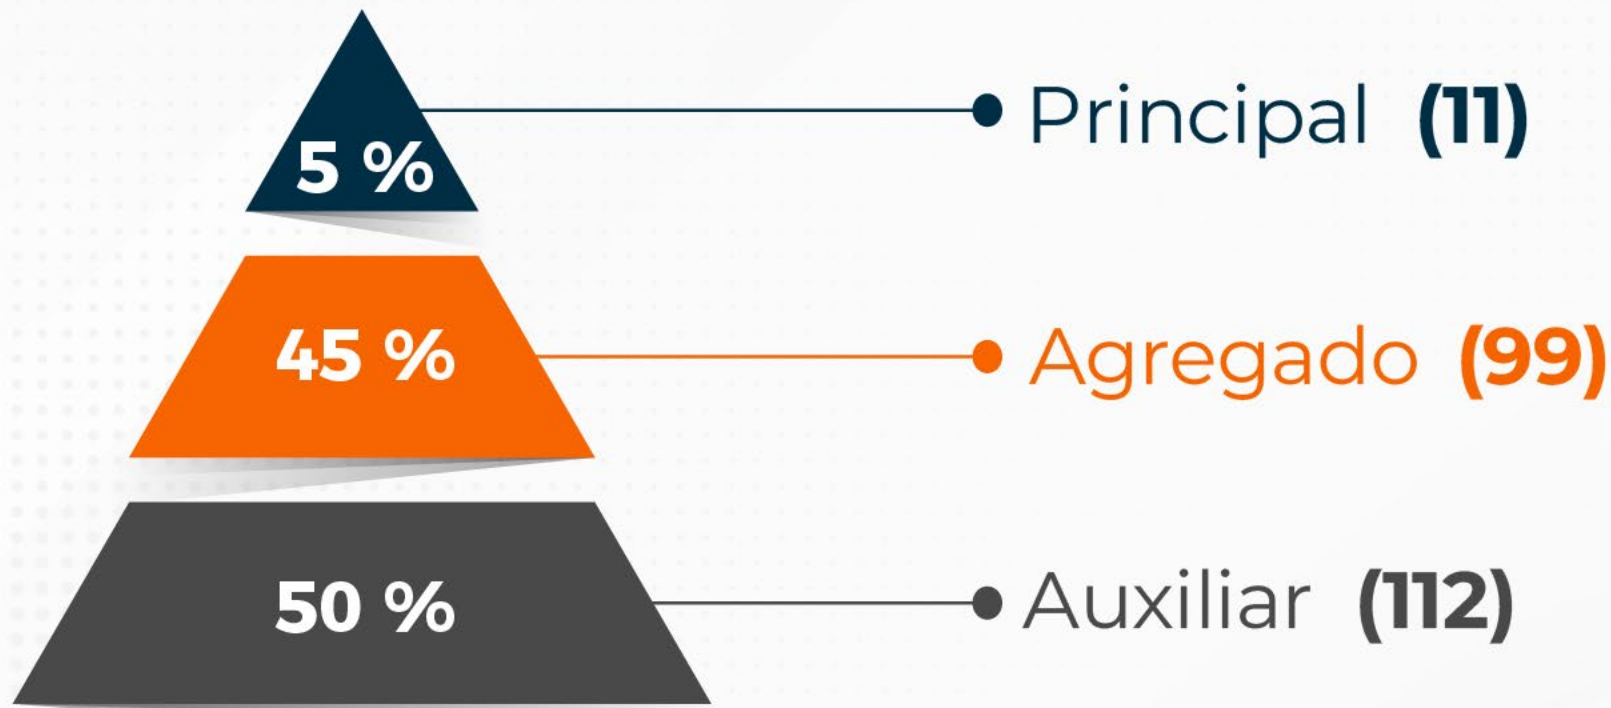 5 %
Principal (11)
45 %
Agregado (99)
50 %
Auxiliar (112)